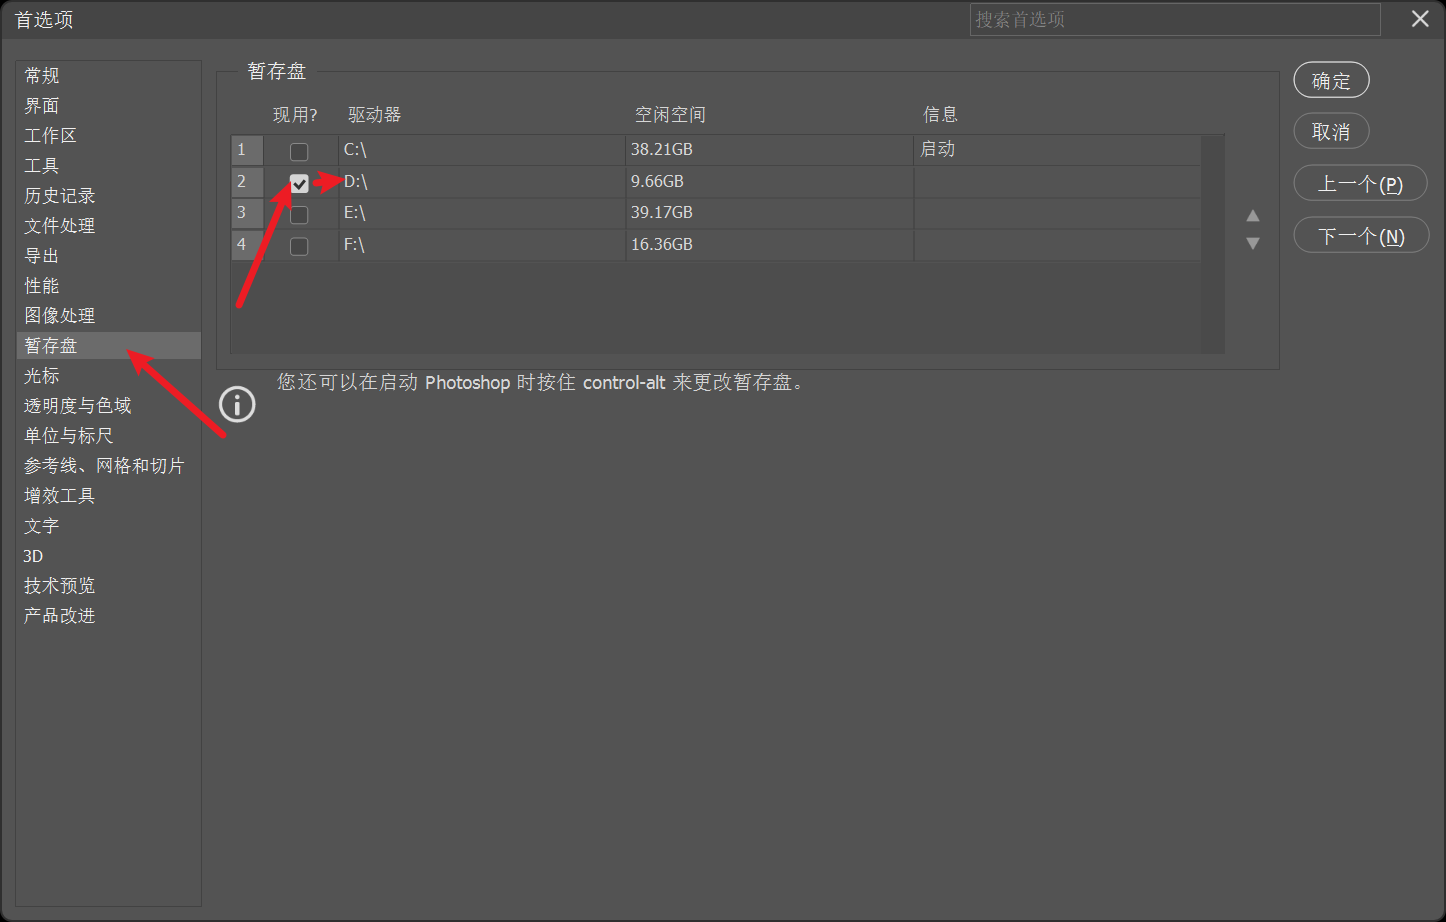 首选项
搜索首选项
常规
界面
工作区
工具
历史记录
文件处理
导出
性能
图像处理
暂存盘
光标
透明度与色域
单位与标尺
参考线、网格和切片
增效工具
文字
3D
技术预览
产品改进
暂存盘
现用? 驱动器 空闲空间 信息
1 C:\ 38.21GB 启动
2 D:\ 9.66GB
3 E:\ 39.17GB
4 F:\ 16.36GB
您还可以在启动 Photoshop 时按住 control-alt 来更改暂存盘。
确定
取消
上一个(P)
下一个(N)